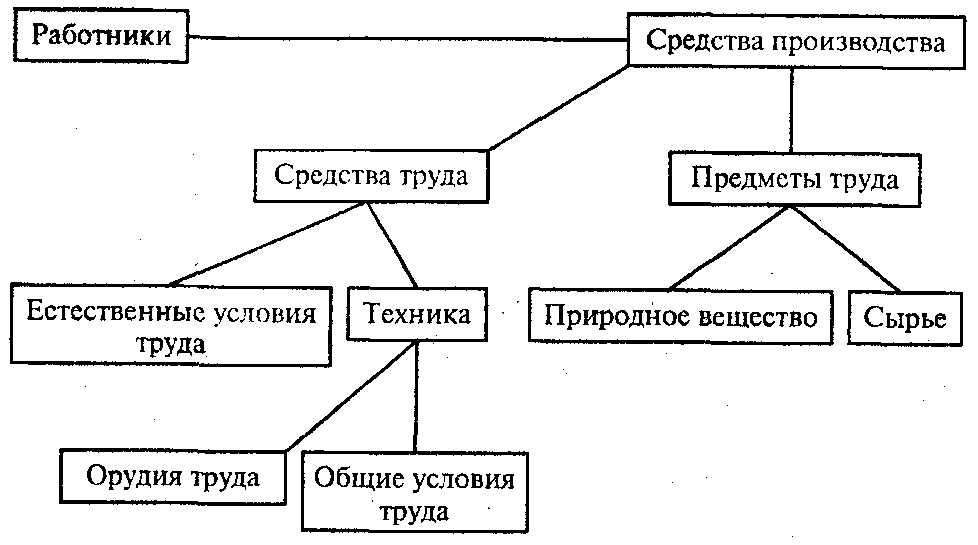 Работники
Средства производства
Средства труда
Предметы труда
Естественные условия
труда
Техника
Природное вещество
Сырье
Орудия труда
Общие условия
труда